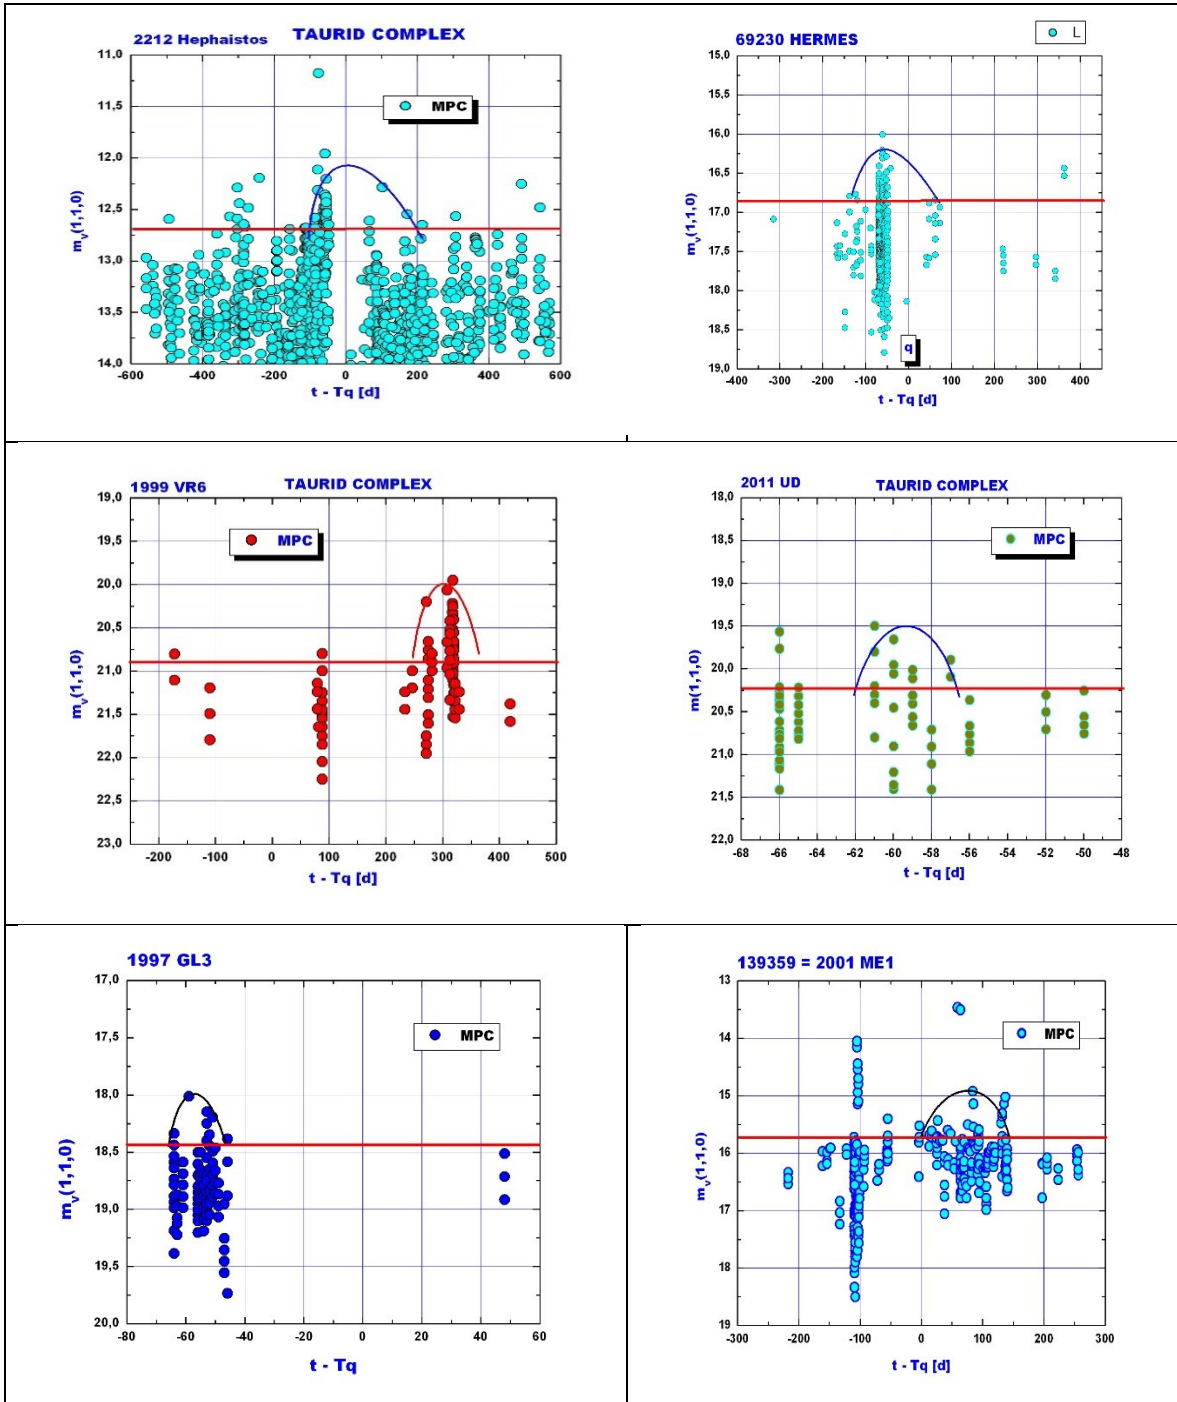 2212 Hephaistos TAURID COMPLEX
11,0
11,5
12,0
12,5
13,0
13,5
14,0
mv(1,1,0)
MPC
-600 -400 -200 0 200 400 600
t - Tq [d]
69230 HERMES
L
15,0
15,5
16,0
16,5
17,0
17,5
18,0
18,5
19,0
mv(1,1,0)
q
-400 -300 -200 -100 0 100 200 300 400
t - Tq [d]
1999 VR6 TAURID COMPLEX
19,0
19,5
20,0
20,5
21,0
21,5
22,0
22,5
23,0
mv(1,1,0)
MPC
-200 -100 0 100 200 300 400 500
t - Tq [d]
2011 UD TAURID COMPLEX
18,0
18,5
19,0
19,5
20,0
20,5
21,0
21,5
22,0
m(1,1,0)
MPC
-68 -66 -64 -62 -60 -58 -56 -54 -52 -50 -48
t - Tq [d]
1997 GL3
17,0
17,5
18,0
18,5
19,0
19,5
20,0
mv(1,1,0)
MPC
-80 -60 -40 -20 0 20 40 60
t - Tq
139359 = 2001 ME1
13
14
15
16
17
18
19
mv(1,1,0)
MPC
-300 -200 -100 0 100 200 300
t - Tq [d]